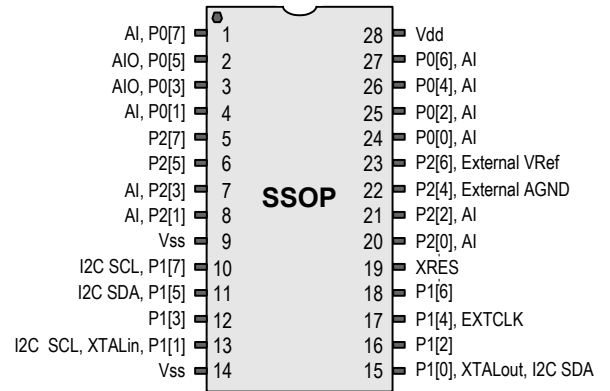 AI, P0[7] 1 28 Vdd
AIO, P0[5] 2 27 P0[6], AI
AIO, P0[3] 3 26 P0[4], AI
AI, P0[1] 4 25 P0[2], AI
P2[7] 5 24 P0[0], AI
P2[5] 6 23 P2[6], External VRef
AI, P2[3] 7 SSOP 22 P2[4], External AGND
AI, P2[1] 8 21 P2[2], AI
Vss 9 20 P2[0], AI
I2C SCL, P1[7] 10 19 XRES
I2C SDA, P1[5] 11 18 P1[6]
P1[3] 12 17 P1[4], EXTCLK
I2C SCL, XTALin, P1[1] 13 16 P1[2]
Vss 14 15 P1[0], XTALout, I2C SDA